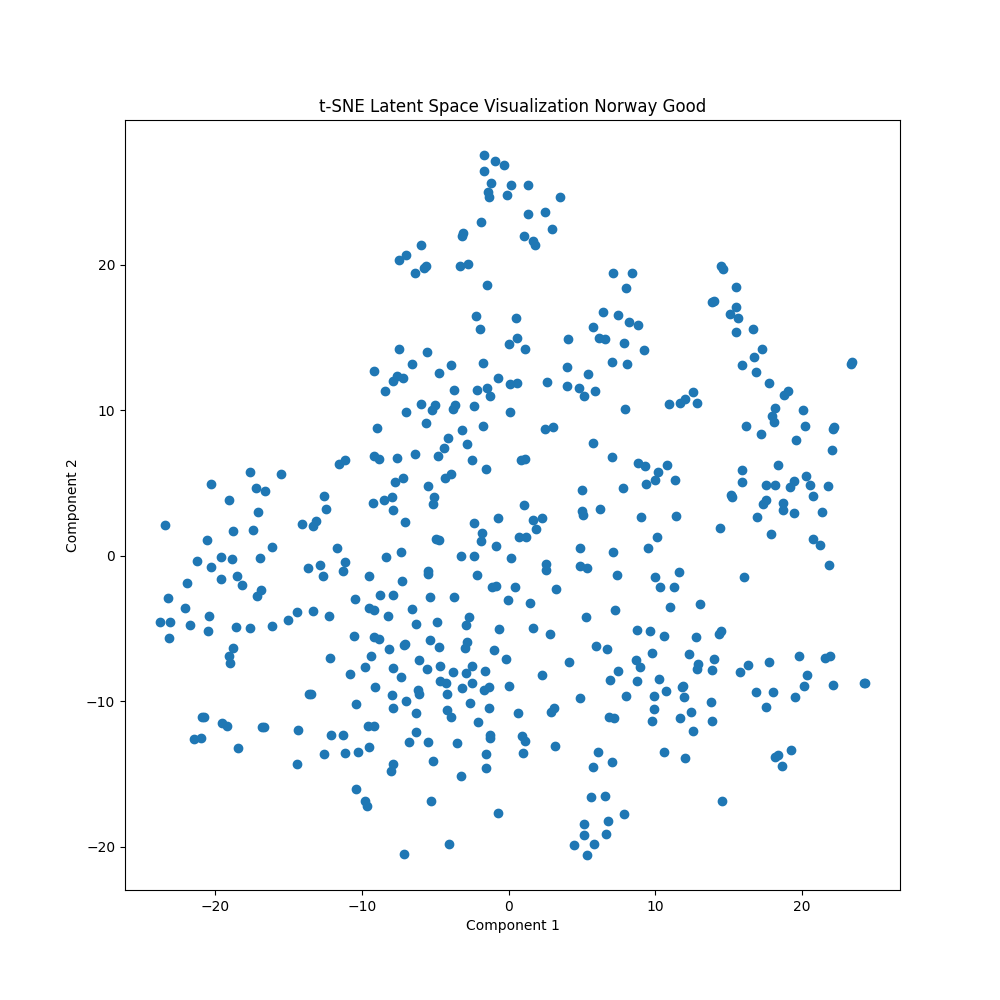 t-SNE Latent Space Visualization Norway Good
Component 2
20
10
0
−10
−20
−20 −10 0 10 20
Component 1